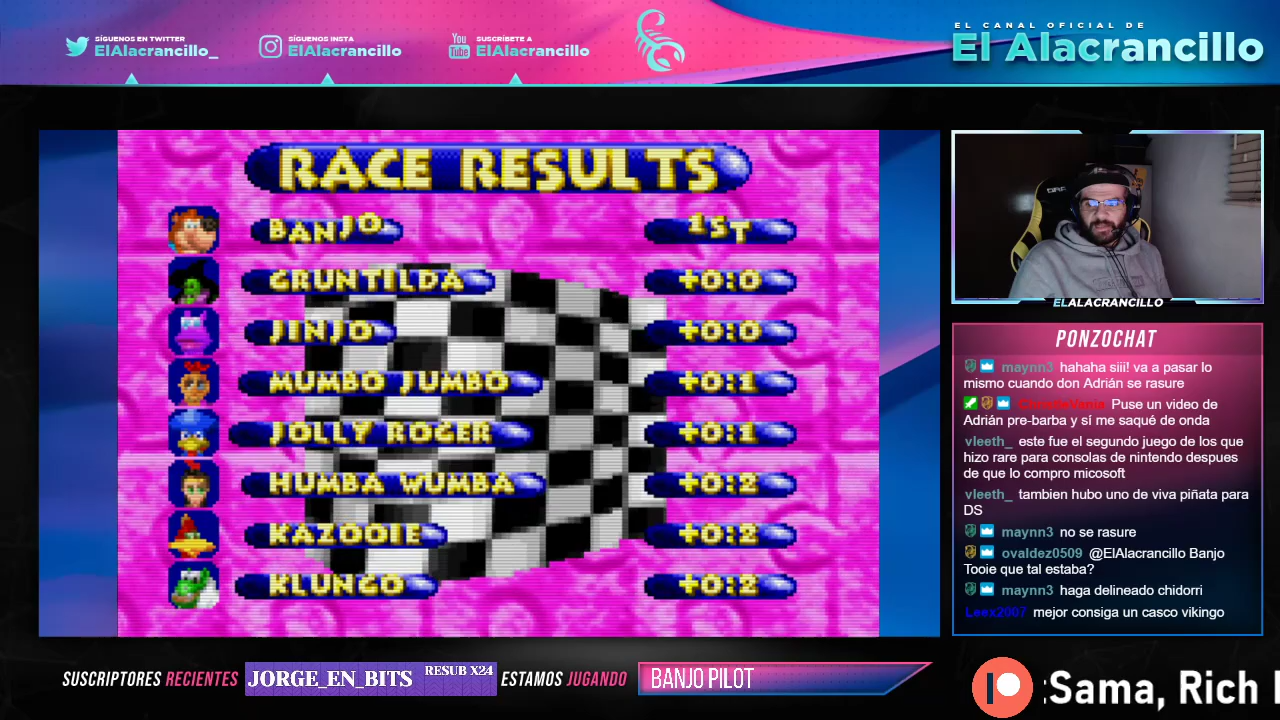 SÍGUENOS EN TWITTER
ElAlacrancillo_
SÍGUENOS INSTA
ElAlacrancillo
You
Tube
SUSCRÍBETE A
ElAlacrancillo
EL CANAL OFICIAL DE
El Alacrancillo
RACE RESULTS
BANJO 1ST
GRUNTILDA +0:0
JINJO +0:0
MUMBO JUMBO +0:1
JOLLY ROGER +0:1
HUMBA WUMBA +0:2
KAZOOIE +0:2
KLUNGO +0:2
ELALACRANCILLO
PONZOCHAT
maynn3 hahaha siii! va a pasar lo
mismo cuando don Adrián se rasure
Puse un video de
Adrián pre-barba y sí me saqué de onda
vleeth_ este fue el segundo juego de los que
hizo rare para consolas de nintendo despues
de que lo compro micosoft
vleeth_ tambien hubo uno de viva piñata para
DS
maynn3 no se rasure
ovaldez0509 @ElAlacrancillo Banjo
Tooie que tal estaba?
maynn3 haga delineado chidorri
Leex2007 mejor consiga un casco vikingo
SUSCRIPTORES RECIENTES JORGE_EN_BITS RESUB X24 ESTAMOS JUGANDO BANJO PILOT
:Sama, Rich